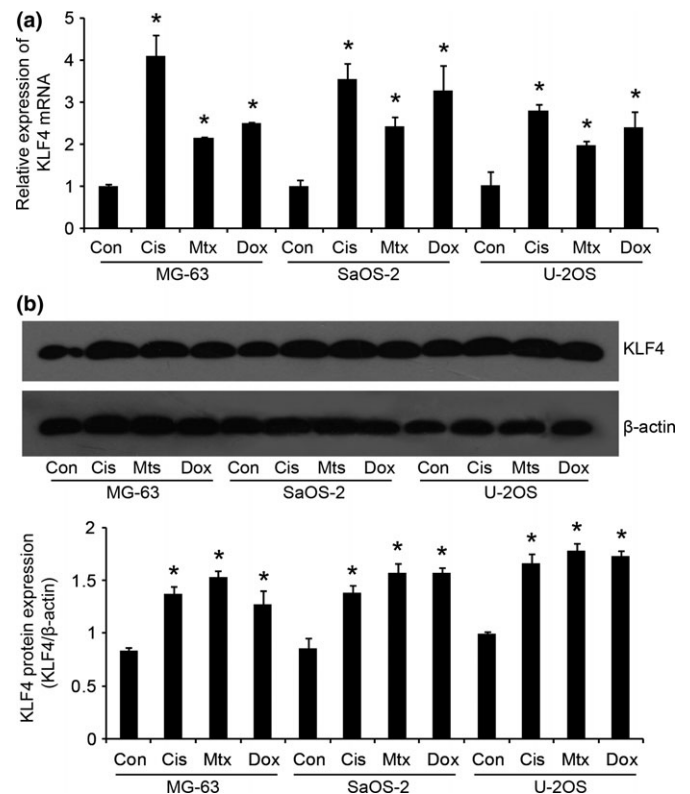 (a)
Relative expression of
KLF4 mRNA
5
4
3
2
1
0
* * * * * * * * *
Con Cis Mtx Dox Con Cis Mtx Dox Con Cis Mtx Dox
MG-63 SaOS-2 U-2OS
(b)
KLF4
β-actin
Con Cis Mts Dox Con Cis Mts Dox Con Cis Mts Dox
MG-63 SaOS-2 U-2OS
KLF4 protein expression
(KLF4/β-actin)
2
1.5
1
0.5
0
* * * * * * * * *
Con Cis Mtx Dox Con Cis Mtx Dox Con Cis Mtx Dox
MG-63 SaOS-2 U-2OS